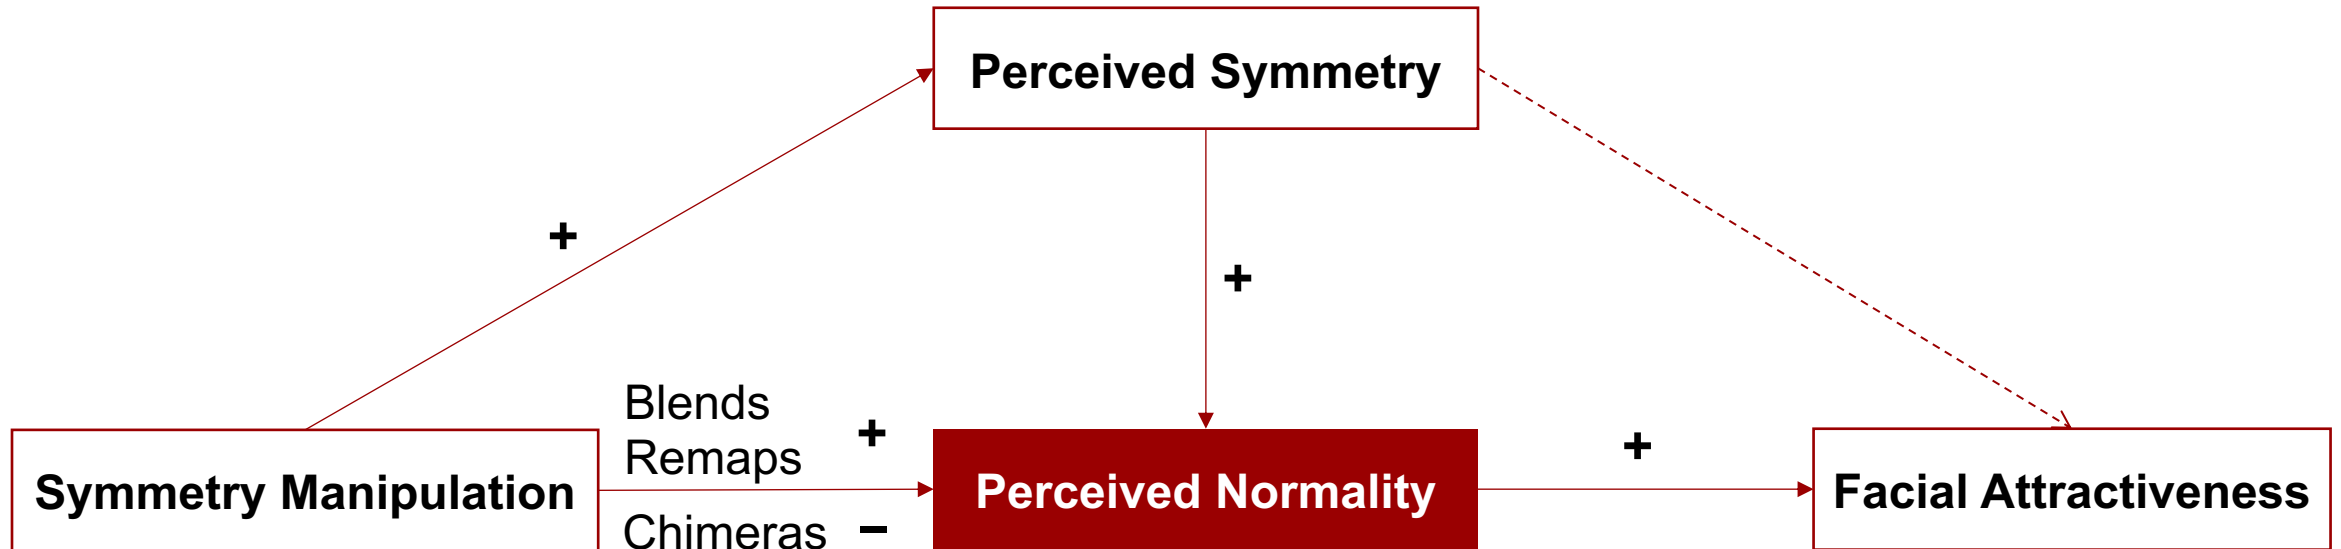 Perceived Symmetry
+
+
Blends
Remaps
+
Chimeras
−
Symmetry Manipulation
Perceived Normality
+
Facial Attractiveness